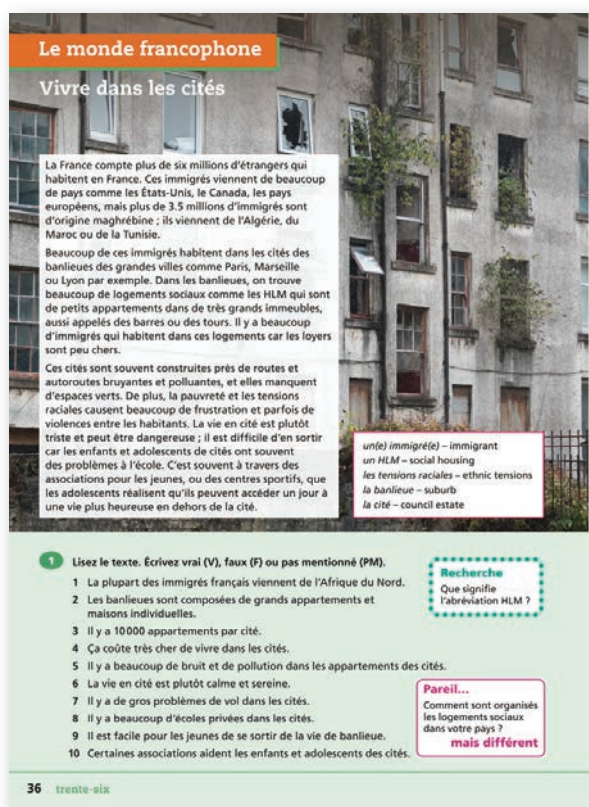 Le monde francophone
Vivre dans les cités
La France compte plus de six millions d'étrangers qui
habitent en France. Ces immigrés viennent de beaucoup
de pays comme les États-Unis, le Canada, les pays
européens, mais plus de 3.5 millions d'immigrés sont
d'origine maghrébine ; ils viennent de l'Algérie, du
Maroc ou de la Tunisie.
Beaucoup de ces immigrés habitent dans les cités des
banlieues des grandes villes comme Paris, Marseille
ou Lyon par exemple. Dans les banlieues, on trouve
beaucoup de logements sociaux comme les HLM qui sont
de petits appartements dans de très grands immeubles,
aussi appelés des barres ou des tours. Il y a beaucoup
d'immigrés qui habitent dans ces logements car les loyers
sont peu chers.
Ces cités sont souvent construites près de routes et
autoroutes bruyantes et polluantes, et elles manquent
d'espaces verts. De plus, la pauvreté et les tensions
raciales causent beaucoup de frustration et parfois de
violences entre les habitants. La vie en cité est plutôt
triste et peut être dangereuse ; il est difficile d'en sortir
car les enfants et adolescents de cités ont souvent
des problèmes à l'école. C'est souvent à travers des
associations pour les jeunes, ou des centres sportifs, que
les adolescents réalisent qu'ils peuvent accéder un jour à
une vie plus heureuse en dehors de la cité.
un(e) immigré(e) – immigrant
un HLM – social housing
les tensions raciales – ethnic tensions
la banlieue – suburb
la cité – council estate
1 Lisez le texte. Écrivez vrai (V), faux (F) ou pas mentionné (PM).
1 La plupart des immigrés français viennent de l'Afrique du Nord.
2 Les banlieues sont composées de grands appartements et
maisons individuelles.
3 Il y a 10000 appartements par cité.
4 Ça coûte très cher de vivre dans les cités.
5 Il y a beaucoup de bruit et de pollution dans les appartements des cités.
6 La vie en cité est plutôt calme et sereine.
7 Il y a de gros problèmes de vol dans les cités.
8 Il y a beaucoup d'écoles privées dans les cités.
9 Il est facile pour les jeunes de se sortir de la vie de banlieue.
10 Certaines associations aident les enfants et adolescents des cités.
Recherche
Que signifie
l'abréviation HLM ?
Pareil...
Comment sont organisés
les logements sociaux
dans votre pays ?
mais différent
36 trente-six